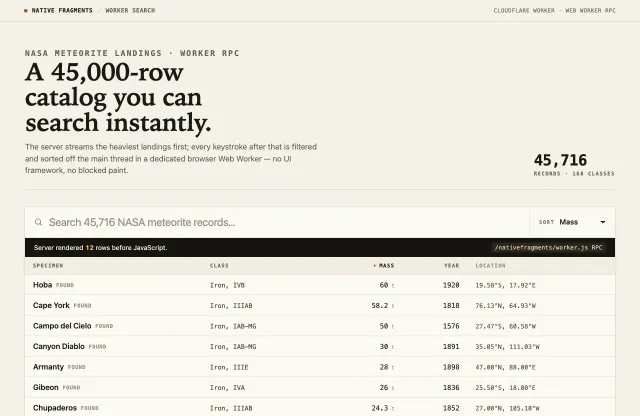 NATIVE FRAGMENTS / WORKER SEARCH
CLOUDFLARE WORKER · WEB WORKER RPC
NASA METEORITE LANDINGS · WORKER RPC
A 45,000-row
catalog you can
search instantly.
The server streams the heaviest landings first; every keystroke after that is filtered
and sorted off the main thread in a dedicated browser Web Worker — no UI
framework, no blocked paint.
45,716
RECORDS · 168 CLASSES
Search 45,716 NASA meteorite records...
SORT Mass
Server rendered 12 rows before JavaScript.
/nativefragments/worker.js RPC
SPECIMEN CLASS MASS YEAR LOCATION
Hoba FOUND Iron, IVB 60 t 1920 19.58°S, 17.92°E
Cape York FOUND Iron, IIIAB 58.2 t 1818 76.13°N, 64.93°W
Campo del Cielo FOUND Iron, IAB-MG 50 t 1576 27.47°S, 60.58°W
Canyon Diablo FOUND Iron, IAB-MG 30 t 1891 35.05°N, 111.03°W
Armanty FOUND Iron, IIIE 28 t 1898 47.00°N, 88.00°E
Gibeon FOUND Iron, IVA 26 t 1836 25.50°S, 18.00°E
Chupaderos FOUND Iron, IIIAB 24.3 t 1852 27.00°N, 105.10°W